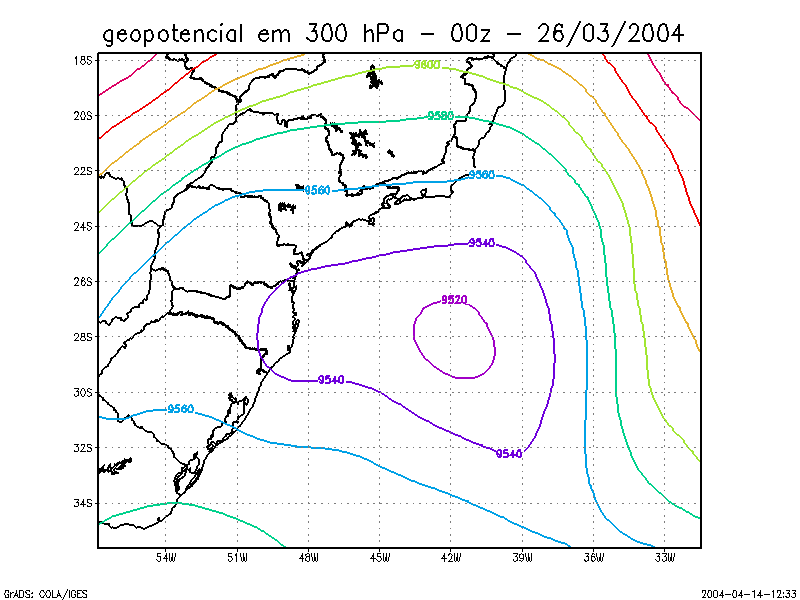 geopotencial em 300 hPa - 00z - 26/03/2004
18S
9600
20S
9580
22S
9560
9560
24S
9540
26S
9520
28S
30S
9540
9560
32S
9540
34S
54W 51W 48W 45W 42W 39W 36W 33W
GrADS: COLA/IGES 2004-04-14-12:33